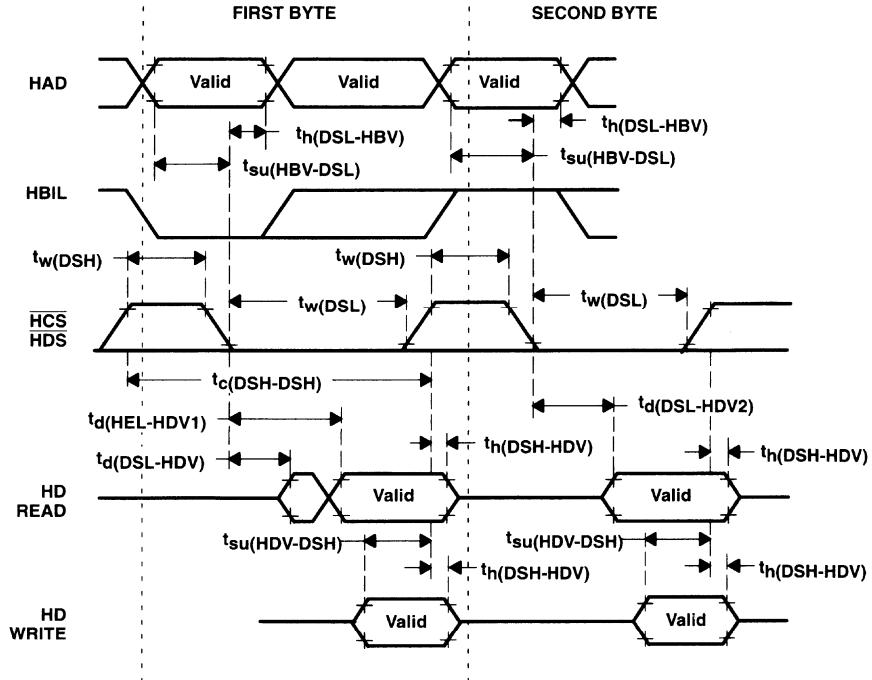 FIRST BYTE SECOND BYTE
HAD Valid Valid Valid
th(DSL-HBV) th(DSL-HBV)
tsu(HBV-DSL) tsu(HBV-DSL)
HBIL
tw(DSH) tw(DSH)
tw(DSL) tw(DSL)
HCS
HDS
tc(DSH-DSH)
td(HEL-HDV1) td(DSL-HDV2)
th(DSH-HDV) th(DSH-HDV)
td(DSL-HDV)
HD
READ Valid Valid
tsu(HDV-DSH) tsu(HDV-DSH)
th(DSH-HDV) th(DSH-HDV)
HD
WRITE Valid Valid